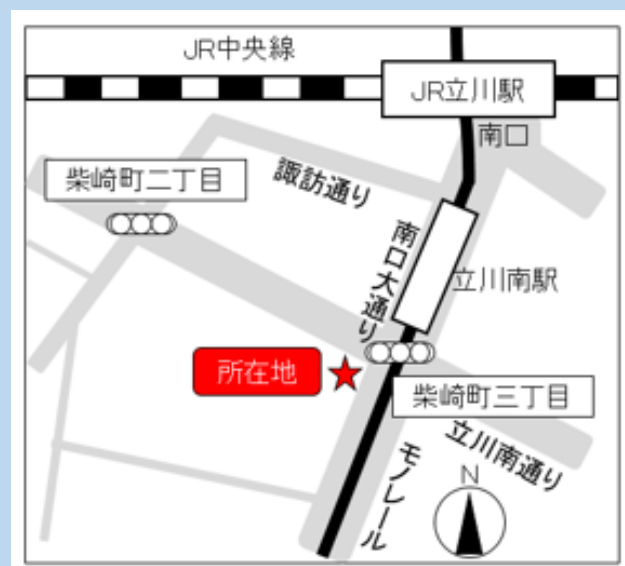 JR中央線
JR立川駅
南口
柴崎町二丁目
諏訪通り
南口大通り
立川南駅
所在地
柴崎町三丁目
立川南通り
モノレール
N